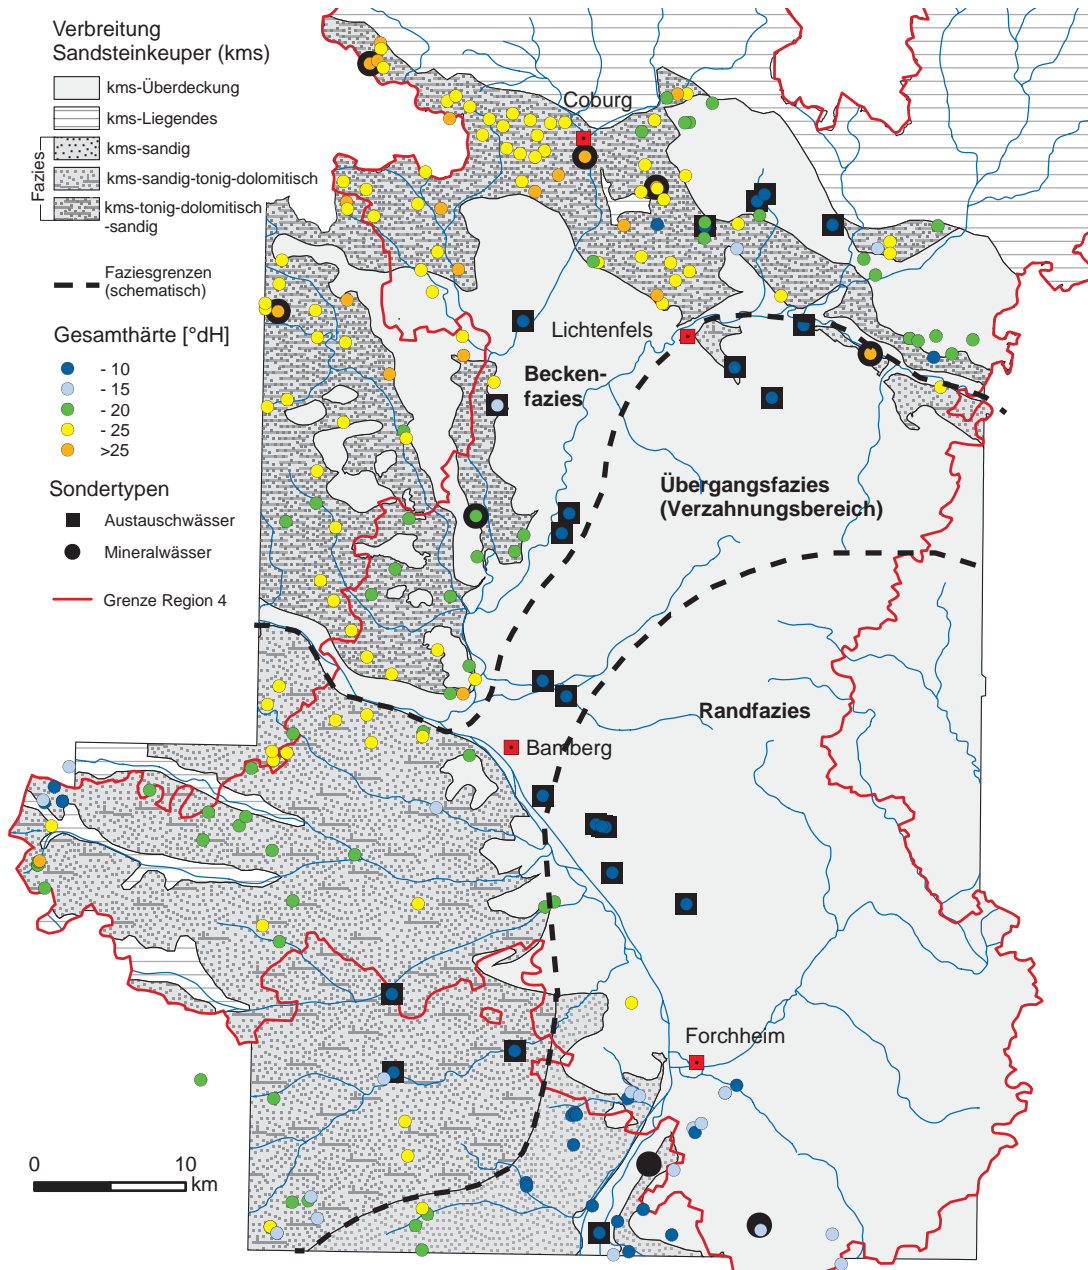 Verbreitung
Sandsteinkeuper (kms)
kms-Überdeckung
kms-Liegendes
kms-sandig
kms-sandig-tonig-dolomitisch
kms-tonig-dolomitisch
-sandig
Fazies
Faziesgrenzen
(schematisch)
Gesamthärte [°dH]
- 10
- 15
- 20
- 25
>25
Sondertypen
Austauschwässer
Mineralwässer
Grenze Region 4
Coburg
Lichtenfels
Becken-
fazies
Übergangsfazies
(Verzahnungsbereich)
Randfazies
Bamberg
Forchheim
0 10
km